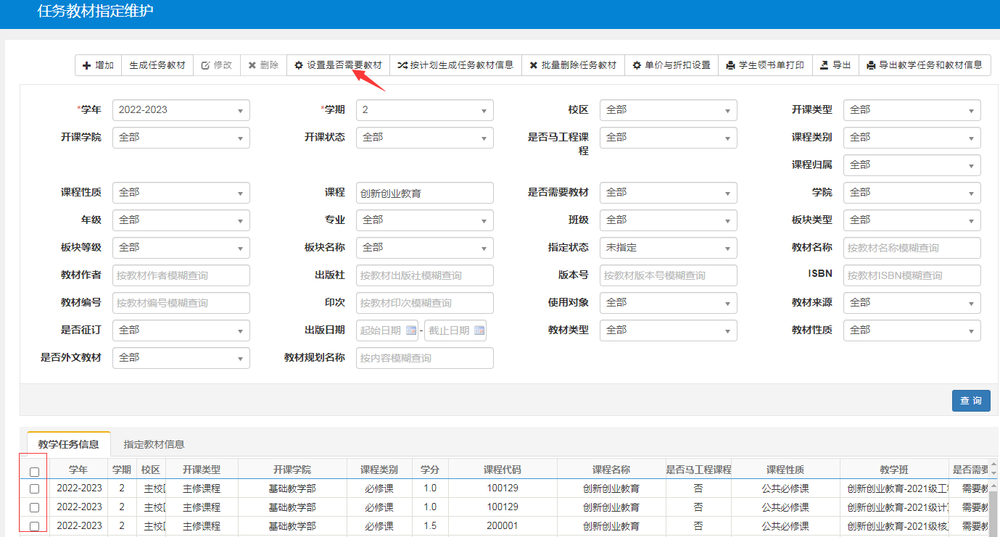 任务教材指定维护
增加 生成任务教材 修改 删除 设置是否需要教材 按计划生成任务教材信息 批量删除任务教材 单价与折扣设置 学生领书单打印 导出 导出教学任务和教材信息
*学年 2022-2023 *学期 2 校区 全部 开课类型 全部
开课学院 全部 开课状态 全部 是否马工程课程 全部 课程类别 全部
课程归属 全部
课程性质 全部 课程 创新创业教育 是否需要教材 全部 学院 全部
年级 全部 专业 全部 班级 全部 板块类型 全部
板块等级 全部 板块名称 全部 指定状态 未指定 教材名称 按教材名称模糊查询
教材作者 按教材作者模糊查询 出版社 按教材出版社模糊查询 版本号 按教材版本号模糊查询 ISBN 按教材ISBN模糊查询
教材编号 按教材编号模糊查询 印次 按教材印次模糊查询 使用对象 全部 教材来源 全部
是否征订 全部 出版日期 起始日期 - 截止日期 教材类型 全部 教材性质 全部
是否外文教材 全部 教材规划名称 按内容模糊查询
查 询
教学任务信息 指定教材信息
学年 学期 校区 开课类型 开课学院 课程类别 学分 课程代码 课程名称 是否马工程课程 课程性质 教学班 是否需要
2022-2023 2 主校 主修课程 基础教学部 必修课 1.0 100129 创新创业教育 否 公共必修课 创新创业教育-2021级工 需要教
2022-2023 2 主校 主修课程 基础教学部 必修课 1.0 100129 创新创业教育 否 公共必修课 创新创业教育-2021级计 需要教
2022-2023 2 主校 主修课程 基础教学部 必修课 1.5 200001 创新创业教育 否 公共必修课 创新创业教育-2021级核 需要教